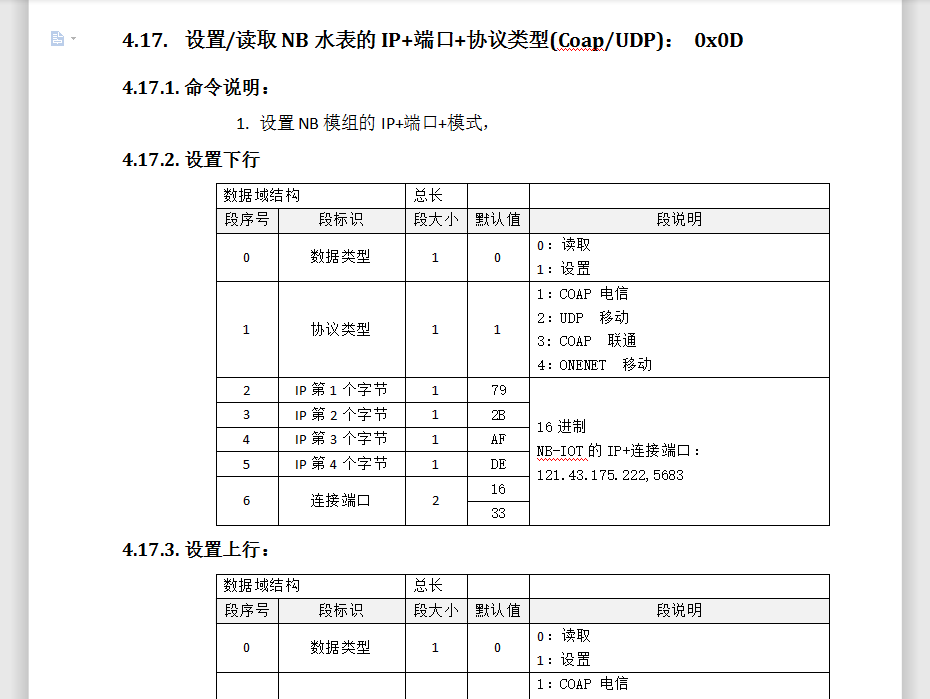 4.17. 设置/读取 NB 水表的 IP+端口+协议类型(Coap/UDP)： 0x0D
4.17.1. 命令说明：
1. 设置 NB 模组的 IP+端口+模式，
4.17.2. 设置下行
数据域结构 总长
段序号 段标识 段大小 默认值 段说明
0 数据类型 1 0 0：读取
1：设置
1 协议类型 1 1 1：COAP 电信
2：UDP 移动
3：COAP 联通
4：ONENET 移动
2 IP 第 1 个字节 1 79
3 IP 第 2 个字节 1 2B
4 IP 第 3 个字节 1 AF
5 IP 第 4 个字节 1 DE
6 连接端口 2 16
33
16 进制
NB-IOT 的 IP+连接端口：
121.43.175.222,5683
4.17.3. 设置上行：
数据域结构 总长
段序号 段标识 段大小 默认值 段说明
0 数据类型 1 0 0：读取
1：设置
1：COAP 电信